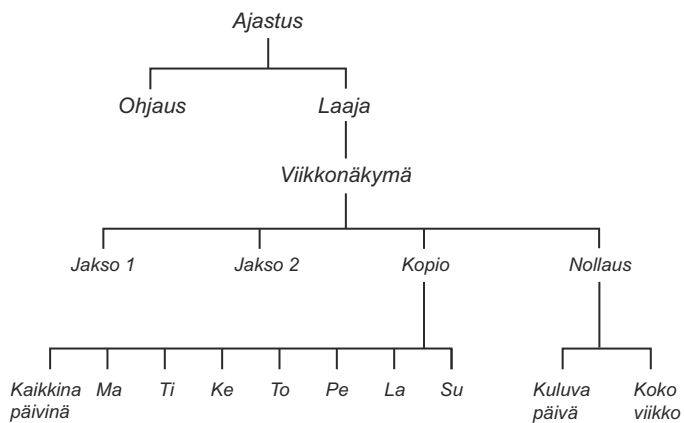 Ajastus
Ohjaus Laaja
Viikkonäkymä
Jakso 1 Jakso 2 Kopio Nollaus
Kaikkina Ma Ti Ke To Pe La Su Kuluva Koko
päivinä päivä viikko